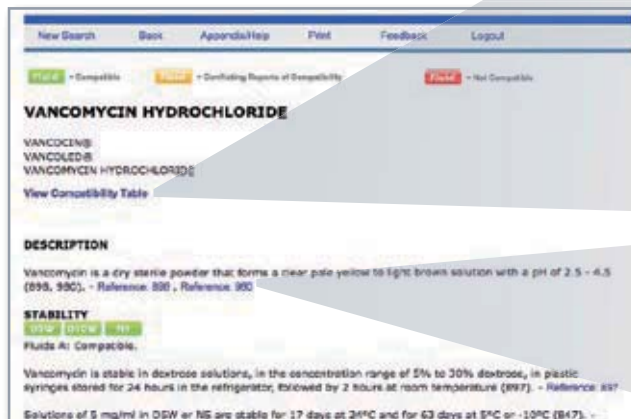 New Search Back Appendix/Help Print Feedback Logout
Fluid = Compatible Fluid = Conflicting Reports of Compatibility Fluid = Not Compatible
VANCOMYCIN HYDROCHLORIDE
VANCOCIN®
VANCOLED®
VANCOMYCIN HYDROCHLORIDE
View Compatibility Table
DESCRIPTION
Vancomycin is a dry sterile powder that forms a clear pale yellow to light brown solution with a pH of 2.5 - 4.5
(898, 980). - Reference 898 , Reference 980
STABILITY
D5W D10W NS
Fluids A: Compatible.
Vancomycin is stable in dextrose solutions, in the concentration range of 5% to 30% dextrose, in plastic
syringes stored for 24 hours in the refrigerator, followed by 2 hours at room temperature (897). - Reference 897
Solutions of 5 mg/ml in D5W or NS are stable for 17 days at 24°C and for 63 days at 5°C or -10°C (847). -